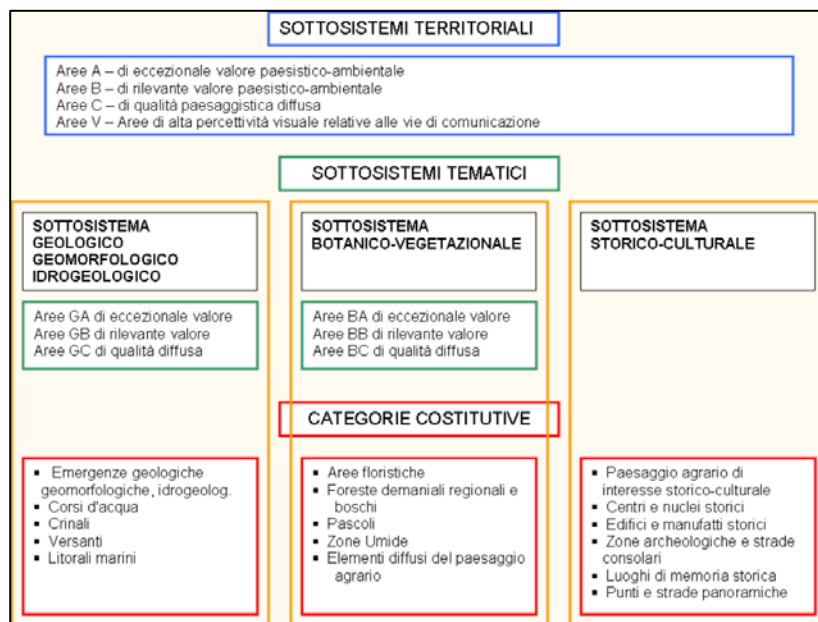 SOTTOSISTEMI TERRITORIALI
Aree A – di eccezionale valore paesistico-ambientale
Aree B – di rilevante valore paesistico-ambientale
Aree C – di qualità paesaggistica diffusa
Aree V – Aree di alta percettività visuale relative alle vie di comunicazione
SOTTOSISTEMI TEMATICI
SOTTOSISTEMA
GEOLOGICO
GEOMORFOLOGICO
IDROGEOLOGICO
Aree GA di eccezionale valore
Aree GB di rilevante valore
Aree GC di qualità diffusa
SOTTOSISTEMA
BOTANICO-VEGETAZIONALE
Aree BA di eccezionale valore
Aree BB di rilevante valore
Aree BC di qualità diffusa
SOTTOSISTEMA
STORICO-CULTURALE
CATEGORIE COSTITUTIVE
▪ Emergenze geologiche
geomorfologiche, idrogeolog.
▪ Corsi d'acqua
▪ Crinali
▪ Versanti
▪ Litorali marini
▪ Aree floristiche
▪ Foreste demaniali regionali e
boschi
▪ Pascoli
▪ Zone Umide
▪ Elementi diffusi del paesaggio
agrario
▪ Paesaggio agrario di
interesse storico-culturale
▪ Centri e nuclei storici
▪ Edifici e manufatti storici
▪ Zone archeologiche e strade
consolari
▪ Luoghi di memoria storica
▪ Punti e strade panoramiche